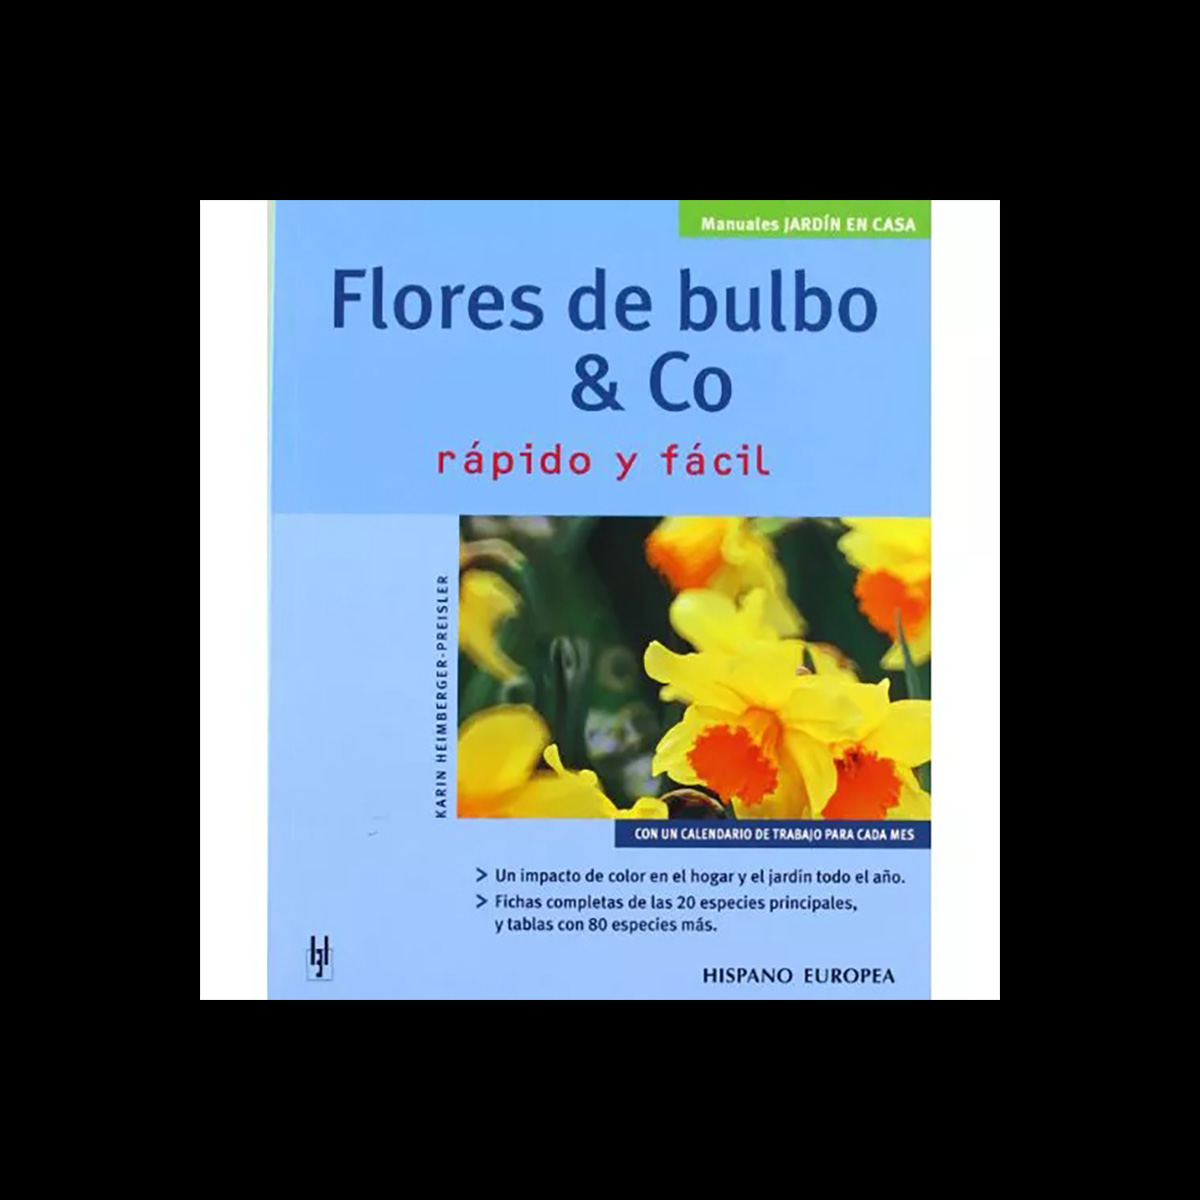 Manuales JARDÍN EN CASA
Flores de bulbo
& Co
rápido y fácil
KARIN HEIMBERGER-PREISLER
CON UN CALENDARIO DE TRABAJO PARA CADA MES
> Un impacto de color en el hogar y el jardín todo el año.
> Fichas completas de las 20 especies principales,
y tablas con 80 especies más.
HISPANO EUROPEA